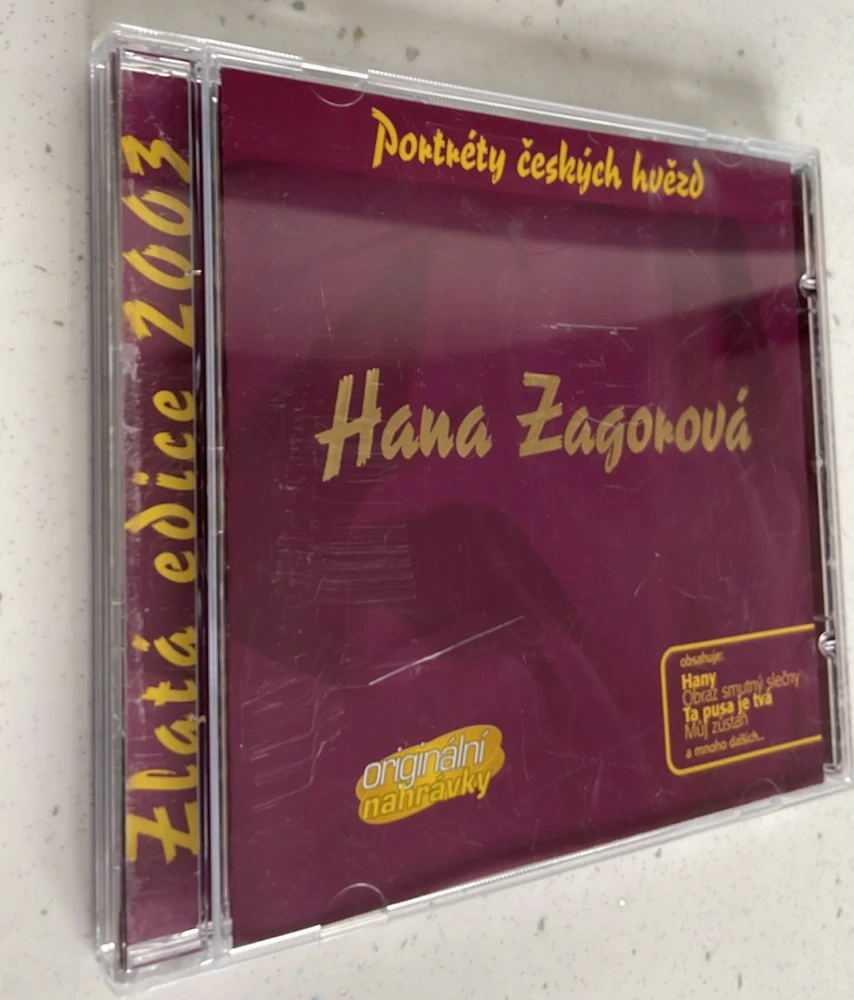 Zlatá edice 2003
Portréty českých hvězd
Hana Zagorová
obsahuje:
Hany
Obraz smutný slečny
Ta pusa je tvá
Můj zůstaň
a mnoho dalších...
originální
nahrávky